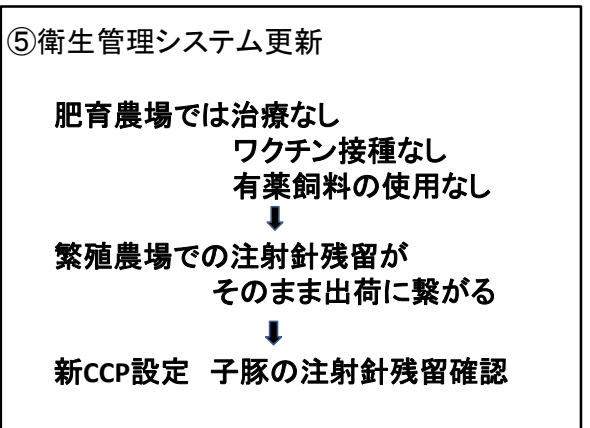 ⑤衛生管理システム更新
肥育農場では治療なし
ワクチン接種なし
有薬飼料の使用なし
繁殖農場での注射針残留が
そのまま出荷に繋がる
新CCP設定 子豚の注射針残留確認